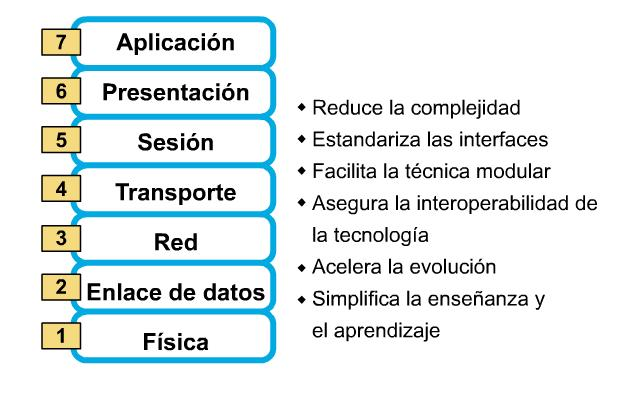 7 Aplicación
6 Presentación
5 Sesión
4 Transporte
3 Red
2 Enlace de datos
1 Física
Reduce la complejidad
Estandariza las interfaces
Facilita la técnica modular
Asegura la interoperabilidad de
la tecnología
Acelera la evolución
Simplifica la enseñanza y
el aprendizaje